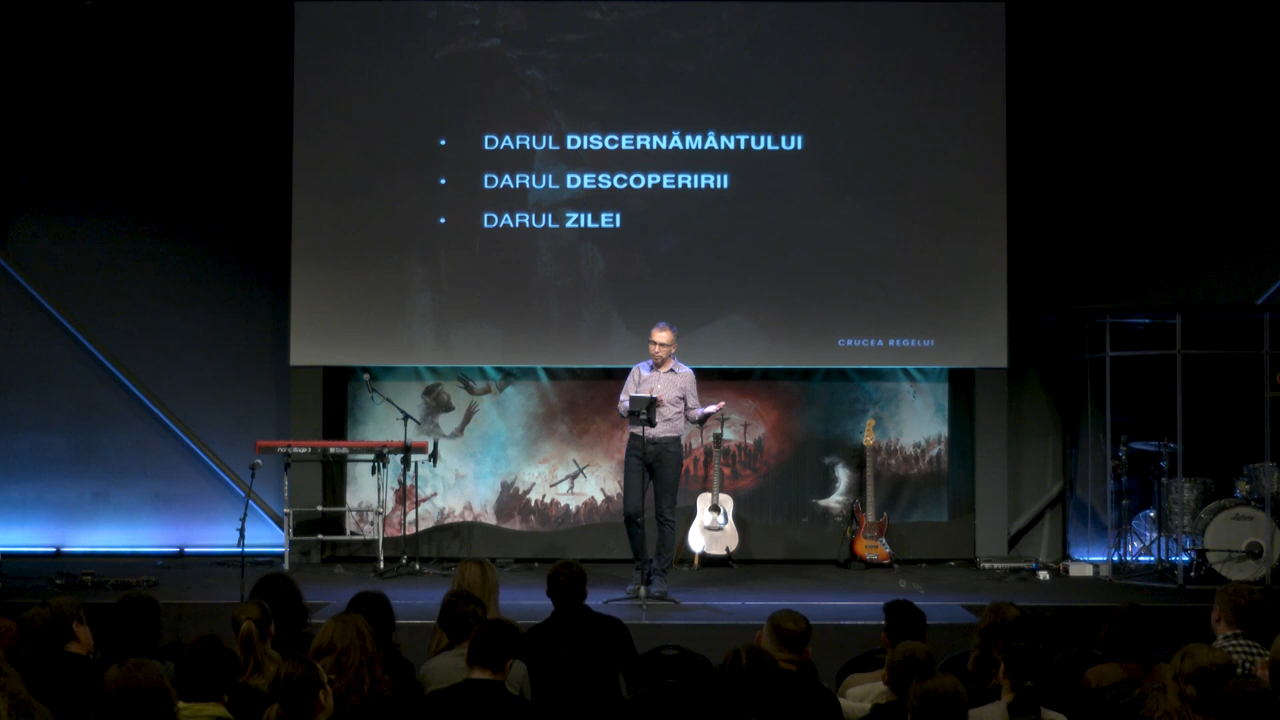 • DARUL DISCERNĂMÂNTULUI
• DARUL DESCOPERIRII
• DARUL ZILEI
CRUCEA REGELUI